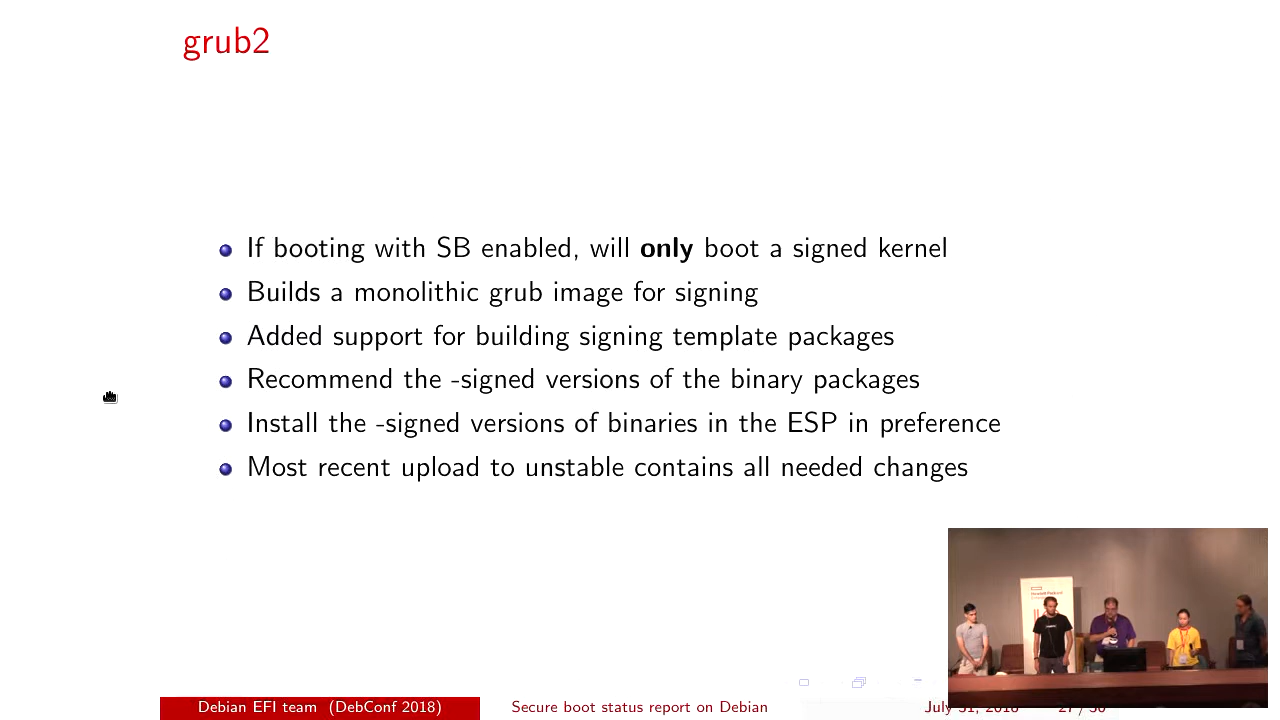 grub2
If booting with SB enabled, will only boot a signed kernel
Builds a monolithic grub image for signing
Added support for building signing template packages
Recommend the -signed versions of the binary packages
Install the -signed versions of binaries in the ESP in preference
Most recent upload to unstable contains all needed changes
Debian EFI team (DebConf 2018) Secure boot status report on Debian